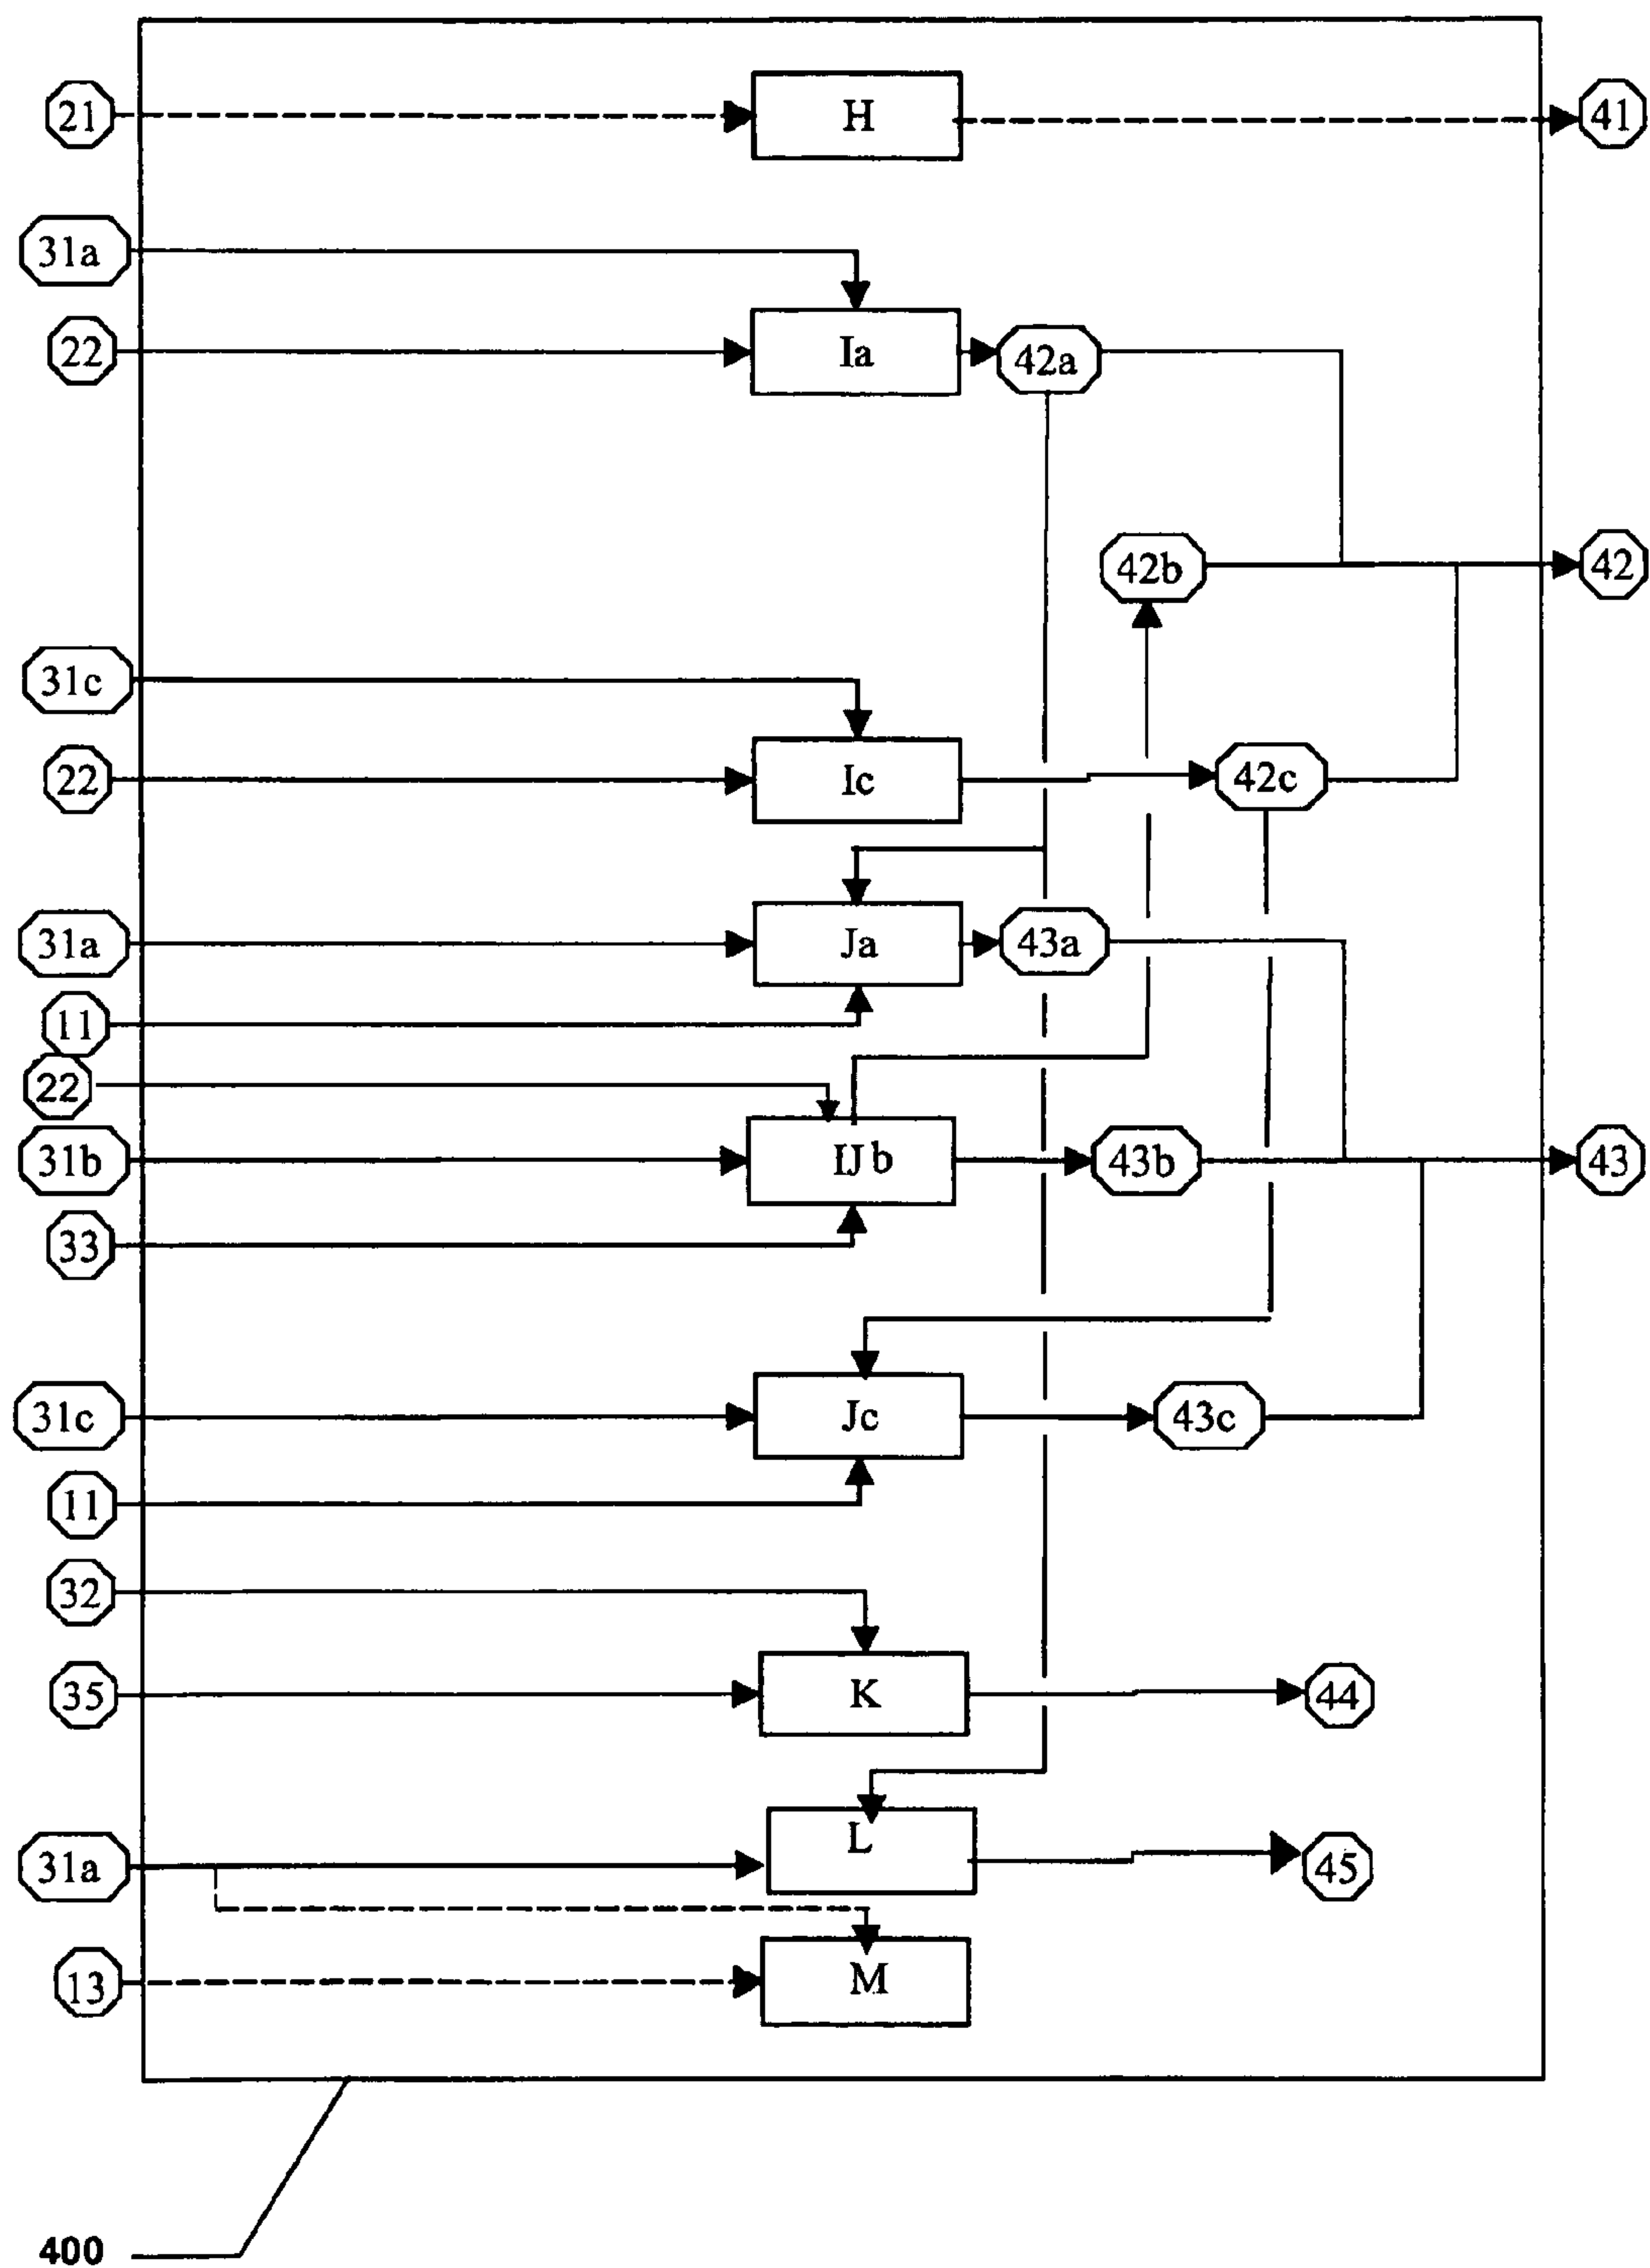 21 H 41
31a
22 Ia 42a
42b 42
31c
22 Ic 42c
31a Ja 43a
11
22
31b IJ b 43b 43
33
31c Jc 43c
11
32
35 K 44
31a L 45
13 M
400